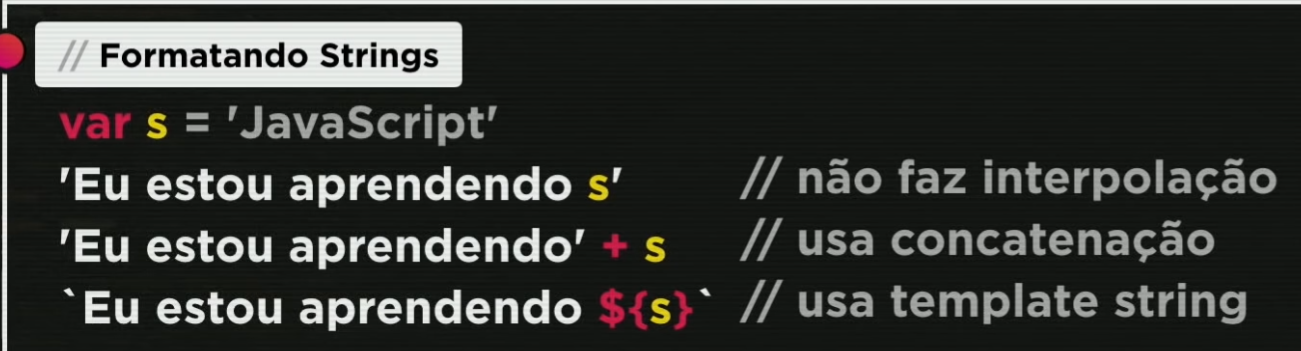 // Formatando Strings
var s = 'JavaScript'
'Eu estou aprendendo s' // não faz interpolação
'Eu estou aprendendo' + s // usa concatenação
`Eu estou aprendendo ${s}` // usa template string